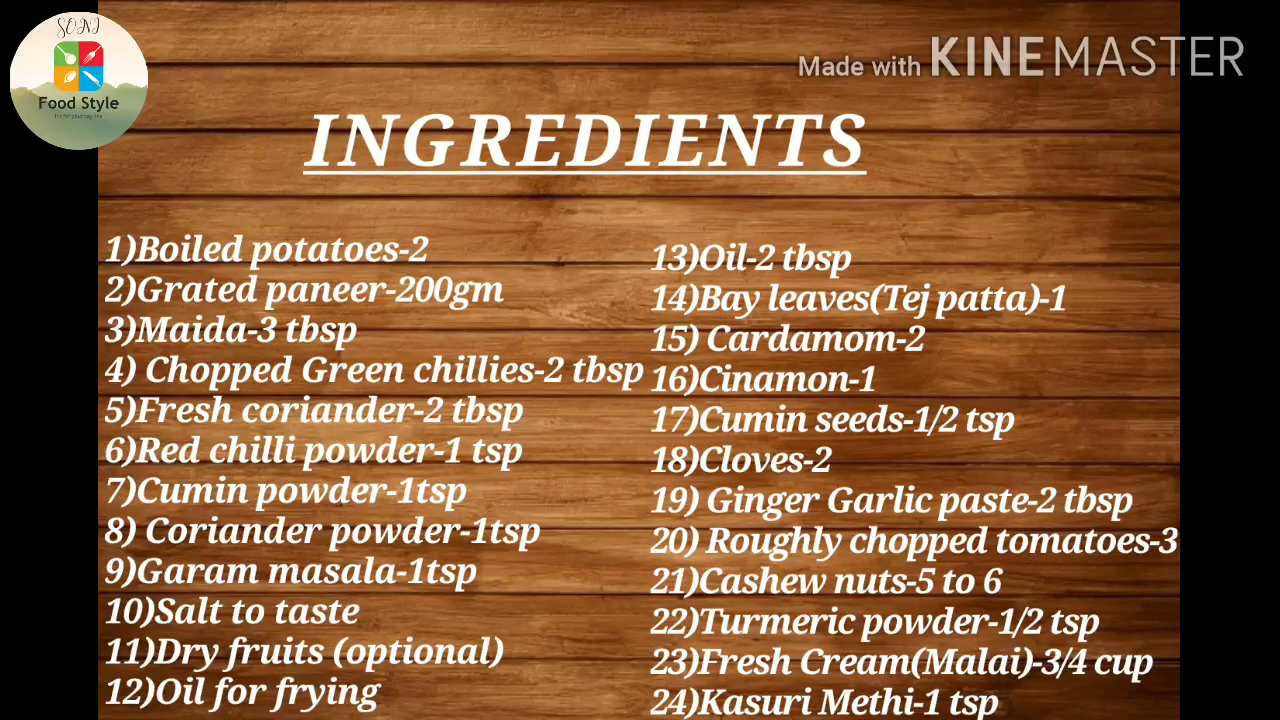 SONI
Food Style
Made with KINEMASTER
INGREDIENTS
1)Boiled potatoes-2
2)Grated paneer-200gm
3)Maida-3 tbsp
4) Chopped Green chillies-2 tbsp
5)Fresh coriander-2 tbsp
6)Red chilli powder-1 tsp
7)Cumin powder-1tsp
8) Coriander powder-1tsp
9)Garam masala-1tsp
10)Salt to taste
11)Dry fruits (optional)
12)Oil for frying
13)Oil-2 tbsp
14)Bay leaves(Tej patta)-1
15) Cardamom-2
16)Cinamon-1
17)Cumin seeds-1/2 tsp
18)Cloves-2
19) Ginger Garlic paste-2 tbsp
20) Roughly chopped tomatoes-3
21)Cashew nuts-5 to 6
22)Turmeric powder-1/2 tsp
23)Fresh Cream(Malai)-3/4 cup
24)Kasuri Methi-1 tsp